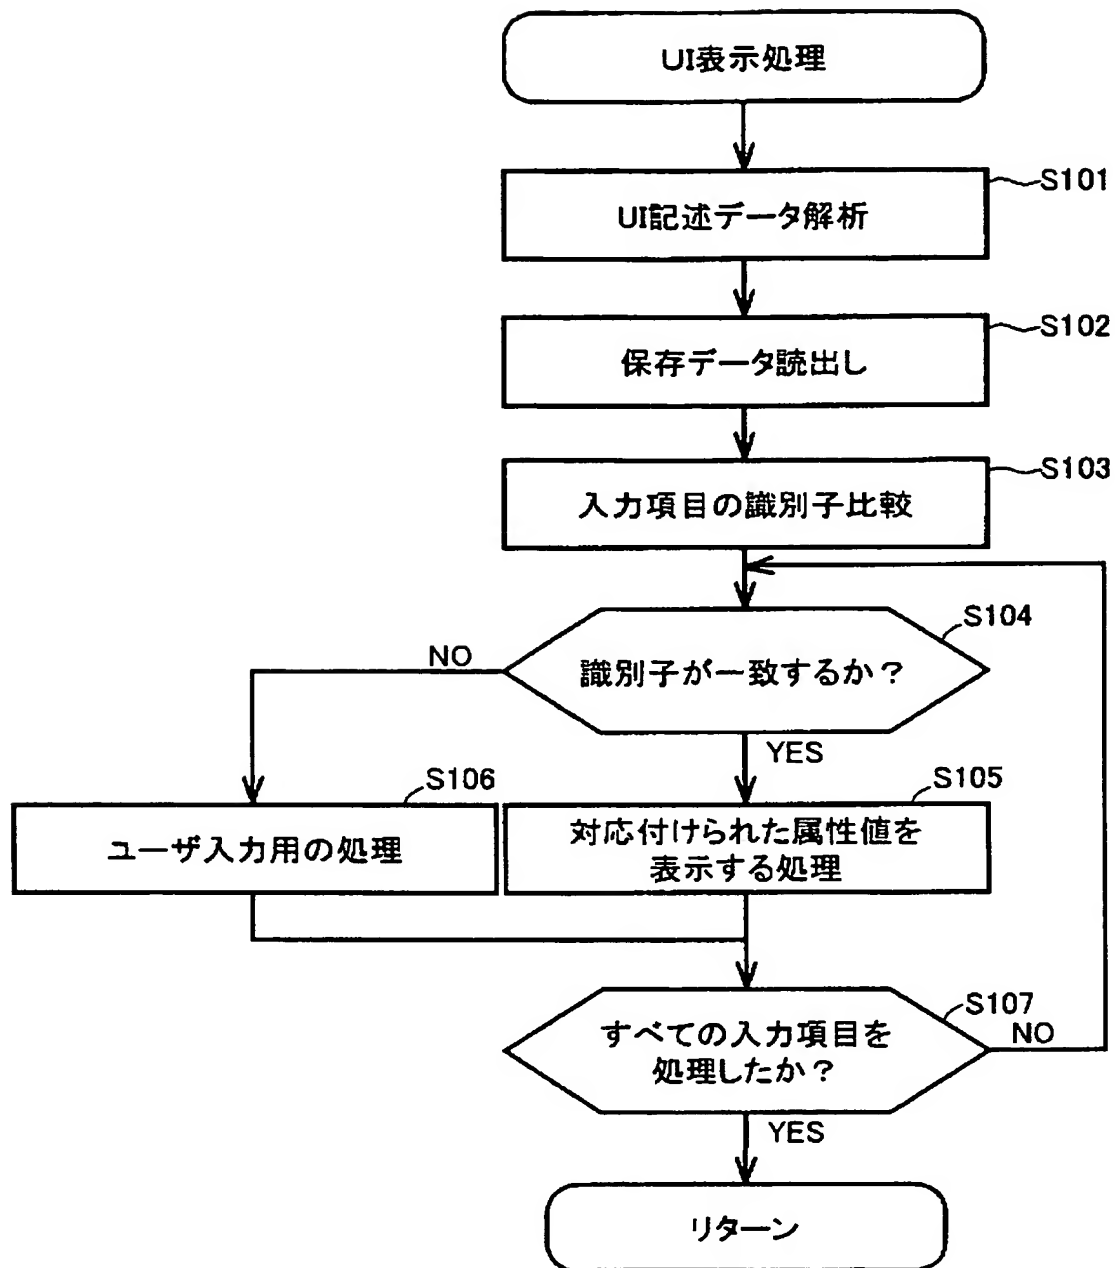 UI表示処理
S101
UI記述データ解析
S102
保存データ読出し
S103
入力項目の識別子比較
S104
NO
識別子が一致するか？
YES
S106
ユーザ入力用の処理
S105
対応付けられた属性値を
表示する処理
S107
すべての入力項目を
処理したか？
NO
YES
リターン